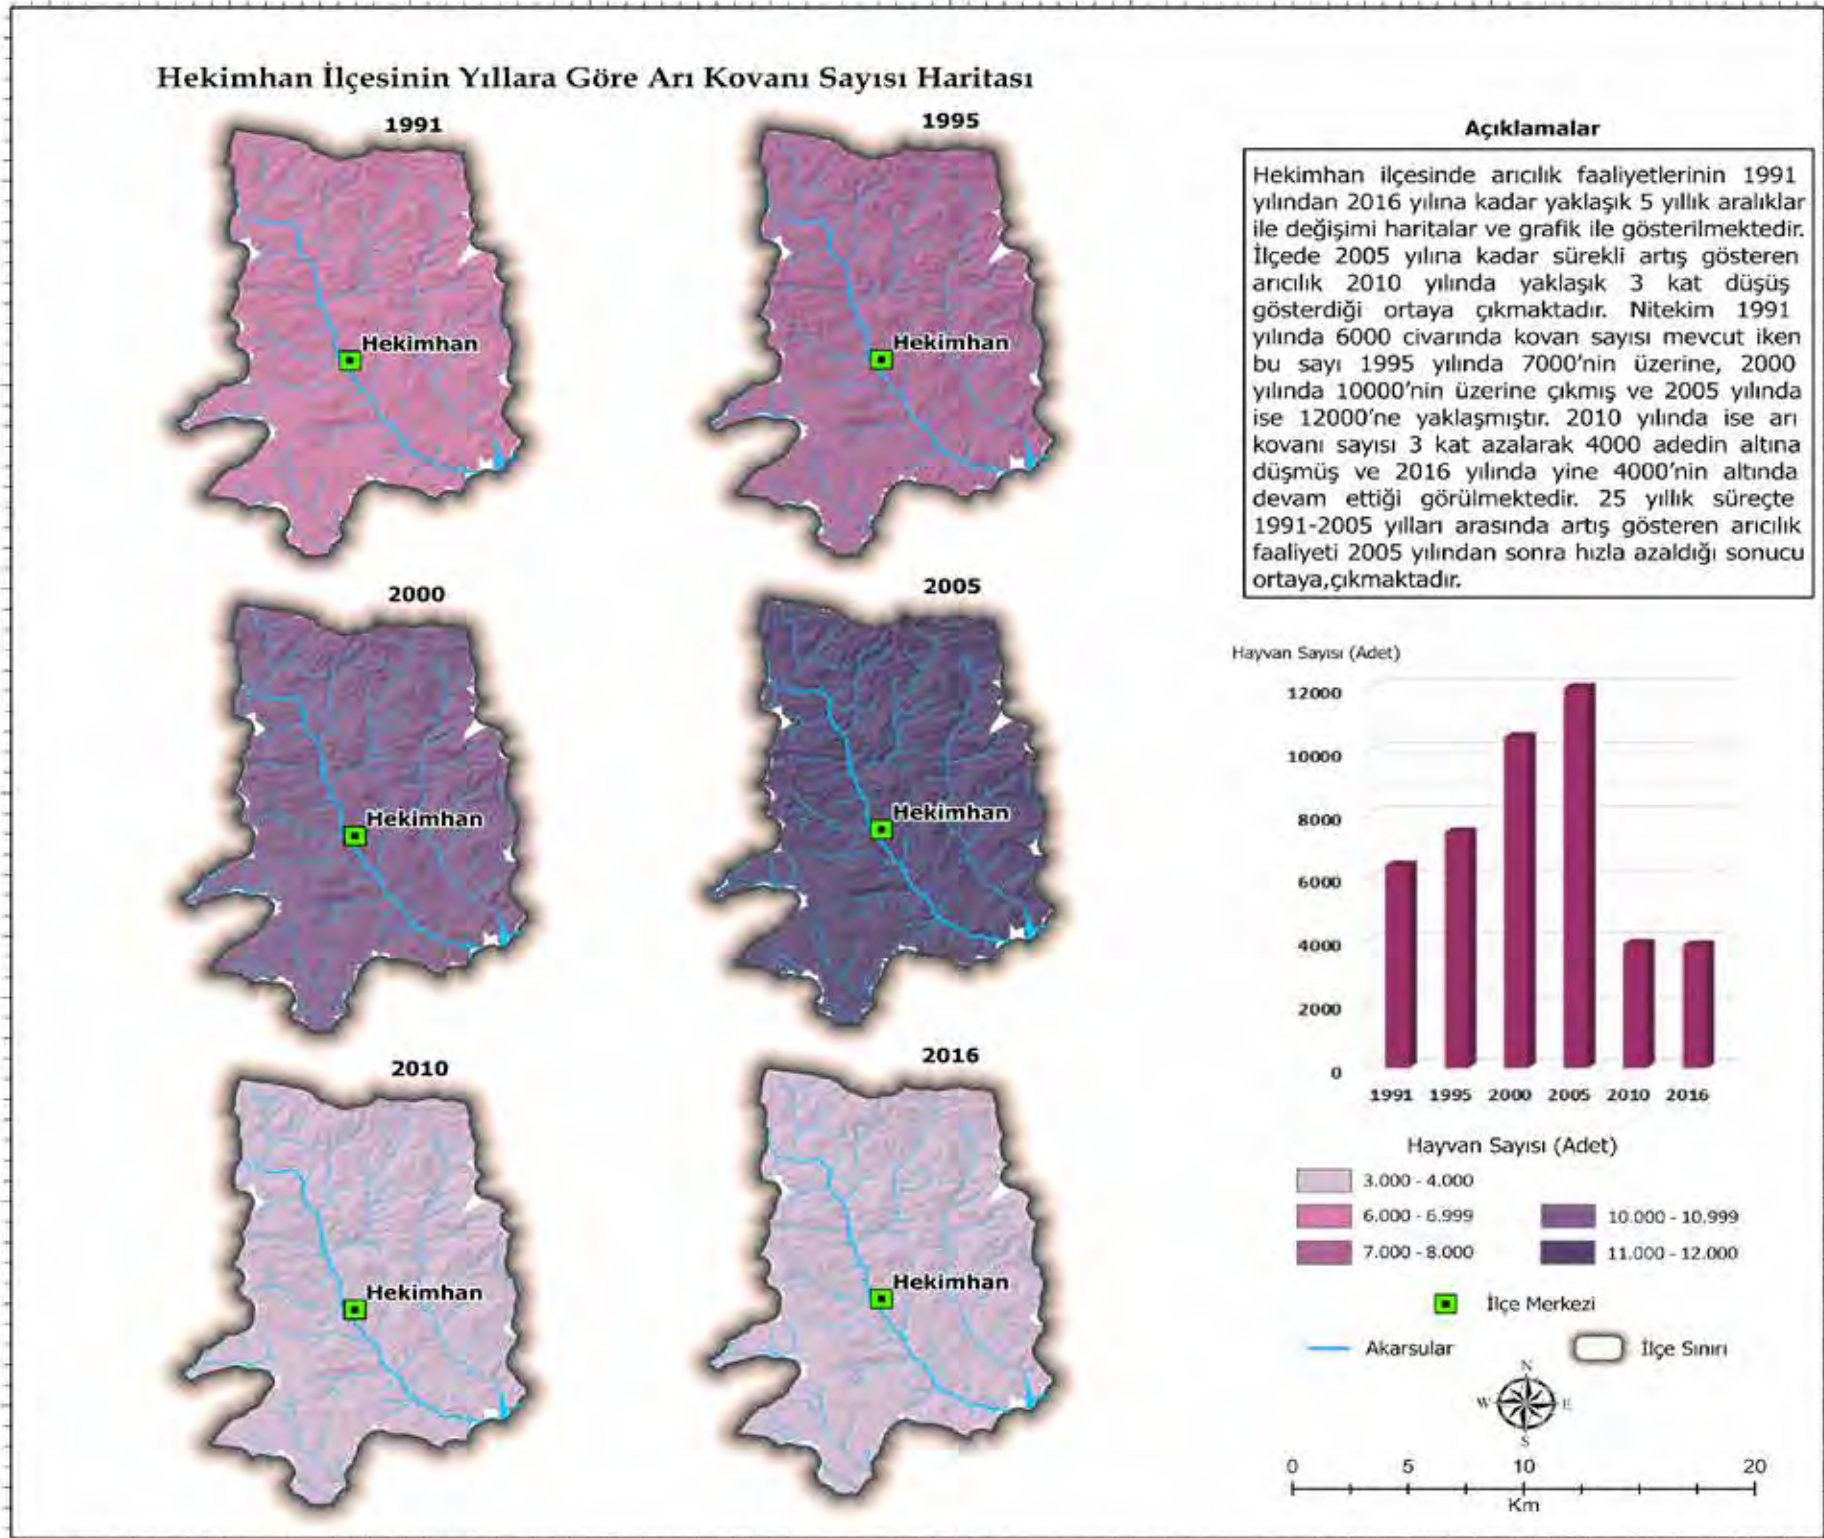 Hekimhan İlçesinin Yıllara Göre Arı Kovanı Sayısı Haritası
1991
Hekimhan
1995
Hekimhan
2000
Hekimhan
2005
Hekimhan
2010
Hekimhan
2016
Hekimhan
Açıklamalar
Hekimhan ilçesinde arıcılık faaliyetlerinin 1991
yılından 2016 yılına kadar yaklaşık 5 yıllık aralıklar
ile değişimi haritalar ve grafik ile gösterilmektedir.
İlçede 2005 yılına kadar sürekli artış gösteren
arıcılık 2010 yılında yaklaşık 3 kat düşüş
gösterdiği ortaya çıkmaktadır. Nitekim 1991
yılında 6000 civarında kovan sayısı mevcut iken
bu sayı 1995 yılında 7000'nin üzerine, 2000
yılında 10000'nin üzerine çıkmış ve 2005 yılında
ise 12000'ne yaklaşmıştır. 2010 yılında ise arı
kovanı sayısı 3 kat azalarak 4000 adedin altına
düşmüş ve 2016 yılında yine 4000'nin altında
devam ettiği görülmektedir. 25 yıllık süreçte
1991-2005 yılları arasında artış gösteren arıcılık
faaliyeti 2005 yılından sonra hızla azaldığı sonucu
ortaya,çıkmaktadır.
Hayvan Sayısı (Adet)
12000
10000
8000
6000
4000
2000
0
1991 1995 2000 2005 2010 2016
Hayvan Sayısı (Adet)
3.000 - 4.000
6.000 - 6.999
10.000 - 10.999
7.000 - 8.000
11.000 - 12.000
İlçe Merkezi
Akarsular
İlçe Sınırı
N
W E
S
0 5 10 20
Km